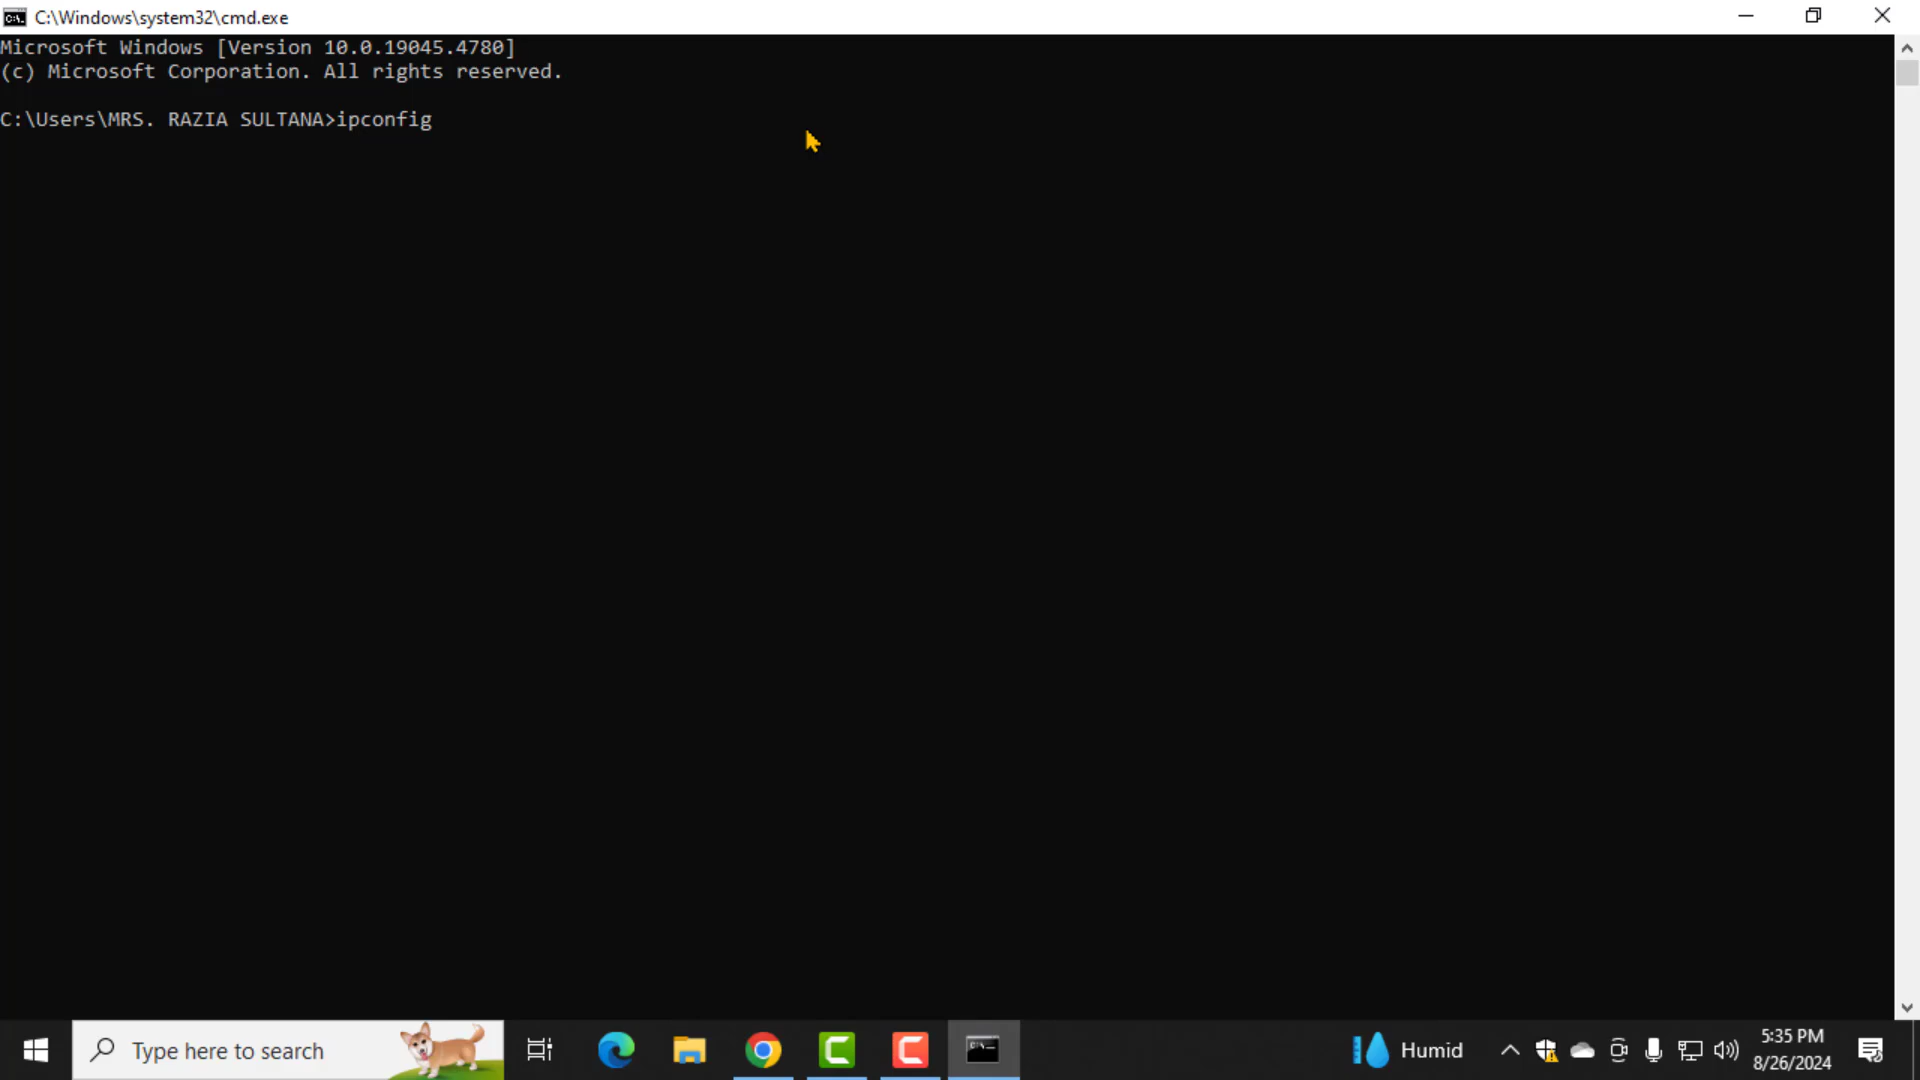 C:\Windows\system32\cmd.exe
Microsoft Windows [Version 10.0.19045.4780]
(c) Microsoft Corporation. All rights reserved.
C:\Users\MRS. RAZIA SULTANA>ipconfig
Type here to search
Humid
5:35 PM
8/26/2024